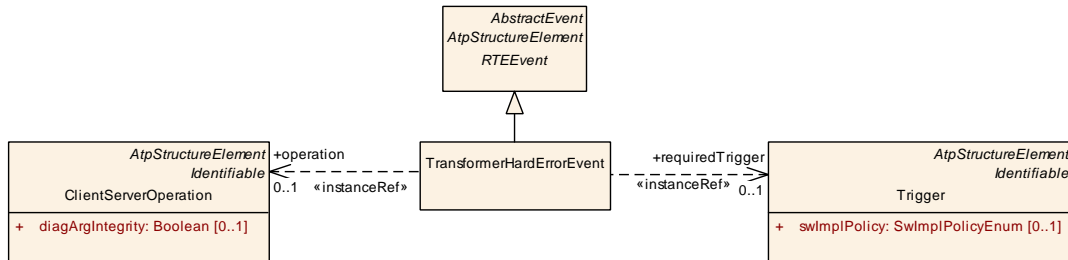 AbstractEvent
AtpStructureElement
RTEEvent
AtpStructureElement
Identifiable
ClientServerOperation
+ diagArgIntegrity: Boolean [0..1]
+operation
0..1
«instanceRef»
TransformerHardErrorEvent
+requiredTrigger
«instanceRef»
0..1
AtpStructureElement
Identifiable
Trigger
+ swImplPolicy: SwImplPolicyEnum [0..1]